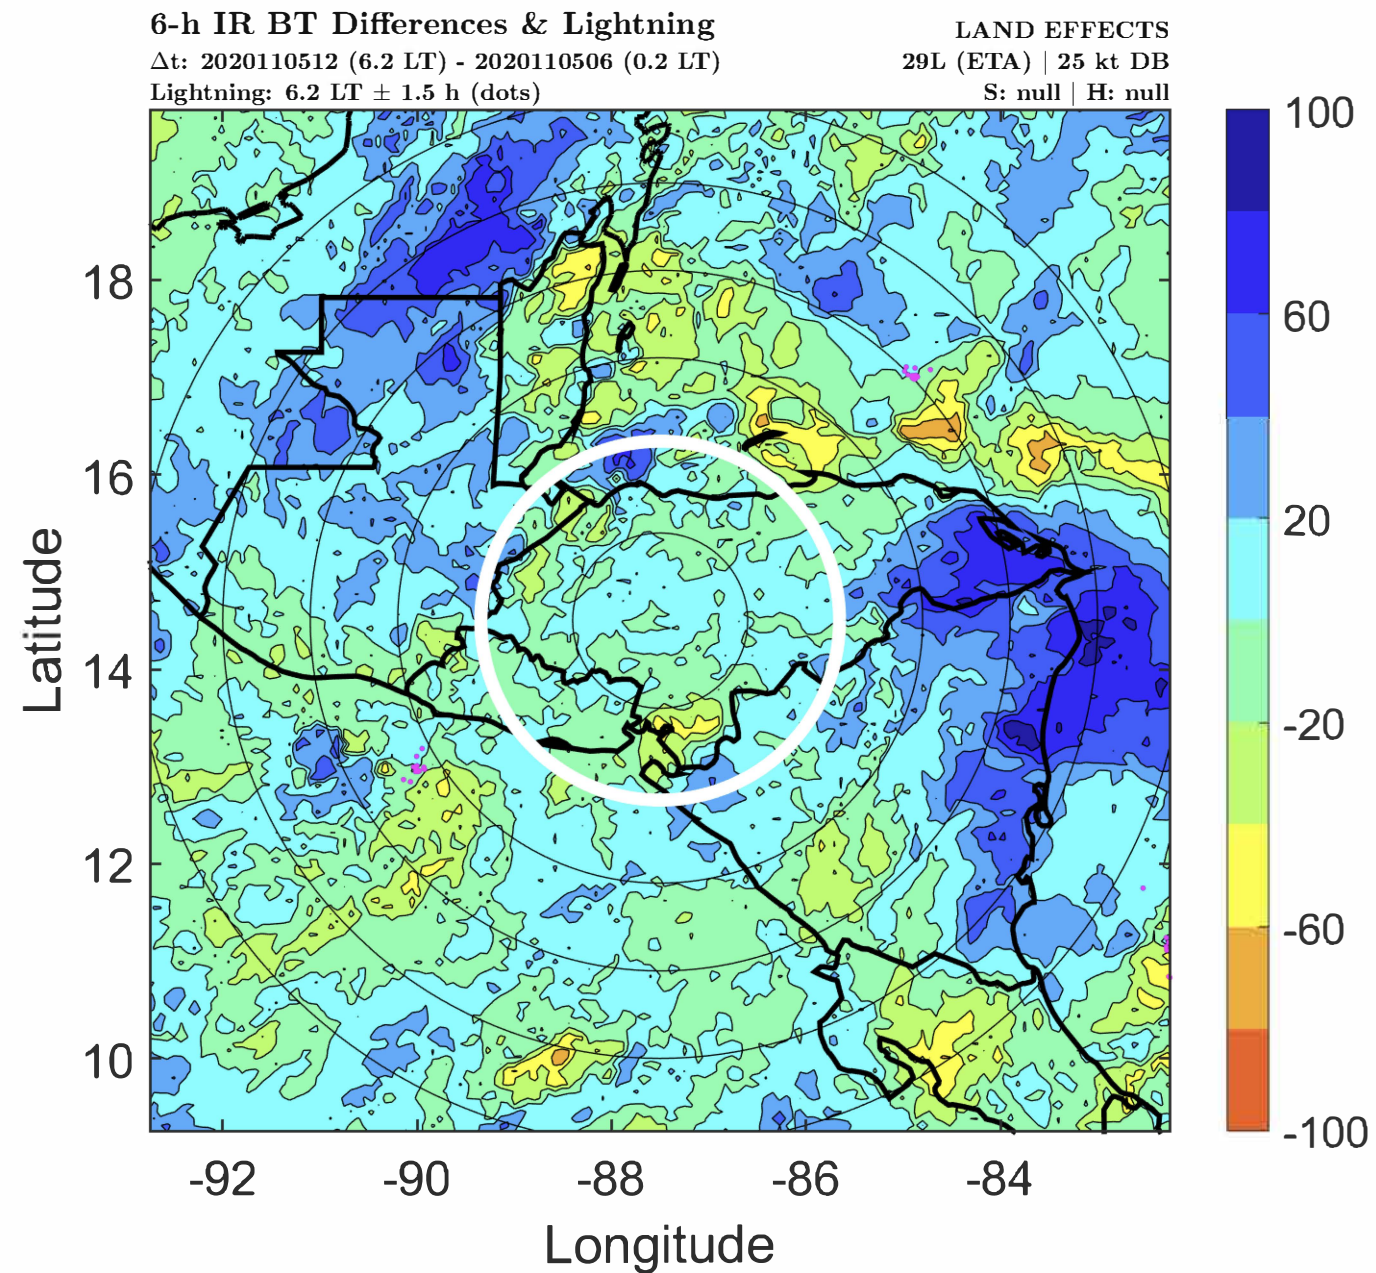 6-h IR BT Differences & Lightning
LAND EFFECTS
Δt: 2020110512 (6.2 LT) - 2020110506 (0.2 LT)
29L (ETA) | 25 kt DB
Lightning: 6.2 LT ± 1.5 h (dots)
S: null | H: null
100
60
20
-20
-60
-100
18
16
14
12
10
Latitude
-92
-90
-88
-86
-84
Longitude